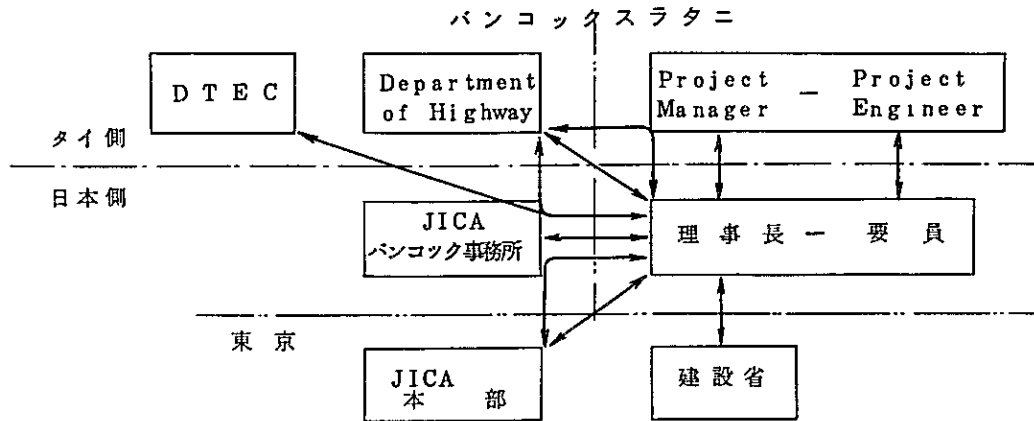 バンコックスラタニ
DTEC
Department
of Highway
Project
Manager
—
Project
Engineer
タイ側
日本側
JICA
バンコック事務所
理事長 — 要員
東京
JICA
本部
建設省